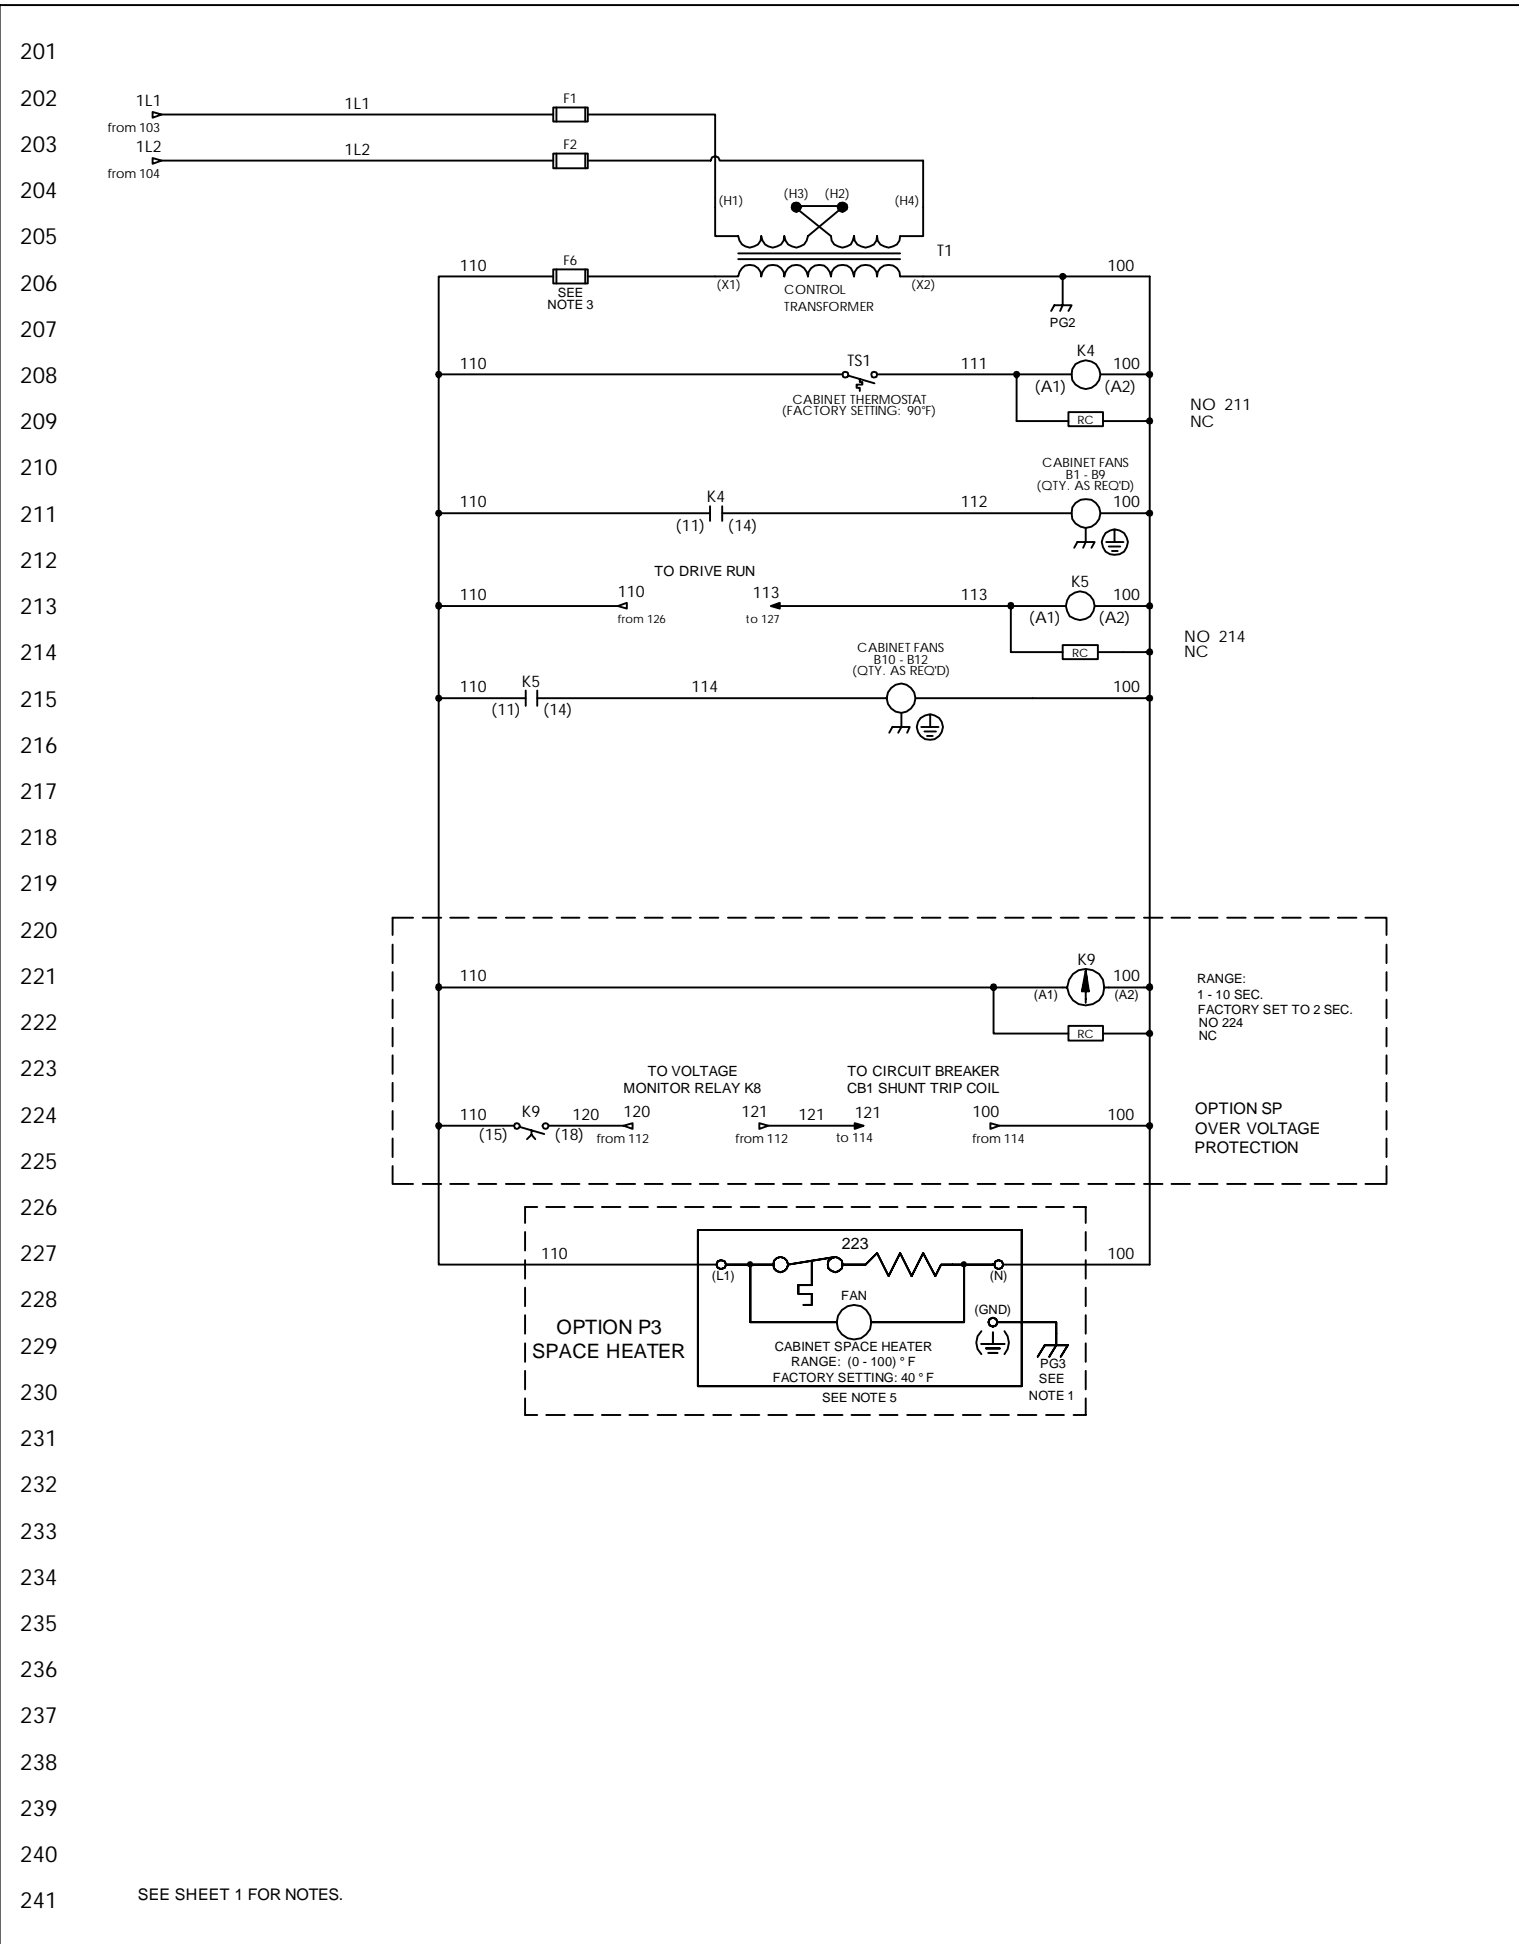 201
202 1L1 1L1 F1
from 103
203 1L2 1L2 F2
from 104
204 (H1) (H3) (H2) (H4)
205 T1
110 F6 100
206 (X1) (X2)
SEE
NOTE 3
CONTROL
TRANSFORMER
207 PG2
208 110 TS1 111 K4 100
(A1) (A2)
CABINET THERMOSTAT
(FACTORY SETTING: 90°F)
NO 211
NC
209 RC
210 CABINET FANS
B1 - B9
(QTY. AS REQ'D)
211 110 K4 112 100
(11) (14)
212
TO DRIVE RUN
213 110 110 113 113 K5 100
from 126 to 127 (A1) (A2)
NO 214
NC
214 RC
CABINET FANS
B10 - B12
(QTY. AS REQ'D)
215 110 K5 114 100
(11) (14)
216
217
218
219
220
221 110 K9 100
(A1) (A2)
RANGE:
1 - 10 SEC.
FACTORY SET TO 2 SEC.
NO 224
NC
222 RC
223 TO VOLTAGE
MONITOR RELAY K8
TO CIRCUIT BREAKER
CB1 SHUNT TRIP COIL
224 110 K9 120 120 121 121 121 100 100
(15) (18) from 112 from 112 to 114 from 114
OPTION SP
OVER VOLTAGE
PROTECTION
225
226
227 110 223 100
(L1) (N)
228 FAN (GND)
OPTION P3
SPACE HEATER
229 CABINET SPACE HEATER
RANGE: (0 - 100) ° F
FACTORY SETTING: 40 ° F
PG3
SEE
NOTE 1
230 SEE NOTE 5
231
232
233
234
235
236
237
238
239
240
241 SEE SHEET 1 FOR NOTES.